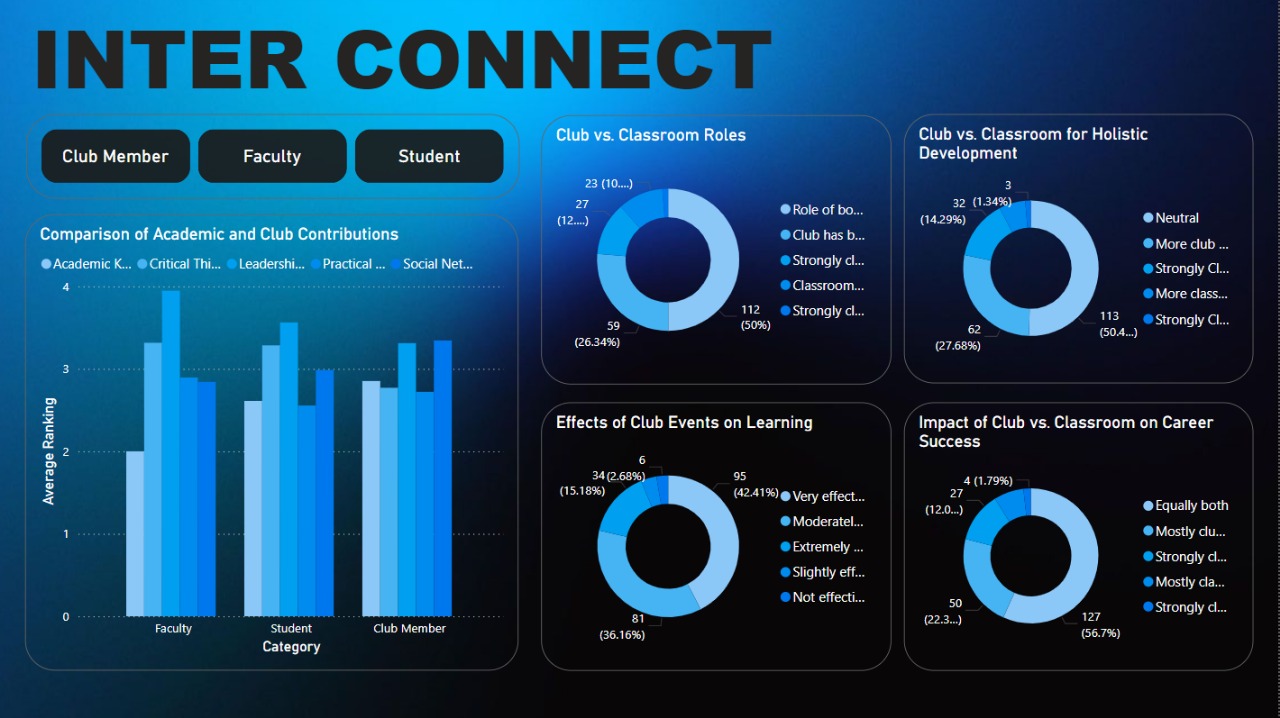 INTER CONNECT
Club Member
Faculty
Student
Comparison of Academic and Club Contributions
Academic K...
Critical Thi...
Leadershi...
Practical ...
Social Net...
4
3
2
1
0
Average Ranking
Faculty
Student
Club Member
Category
Club vs. Classroom Roles
23 (10....)
27
(12....)
59
(26.34%)
112
(50%)
Role of bo...
Club has b...
Strongly cl...
Classroom...
Strongly cl...
Club vs. Classroom for Holistic
Development
3
(1.34%)
32
(14.29%)
62
(27.68%)
113
(50.4...)
Neutral
More club ...
Strongly Cl...
More class...
Strongly Cl...
Effects of Club Events on Learning
6
(2.68%)
34
(15.18%)
95
(42.41%)
81
(36.16%)
Very effect...
Moderatel...
Extremely ...
Slightly eff...
Not effecti...
Impact of Club vs. Classroom on Career
Success
4 (1.79%)
27
(12.0...)
50
(22.3...)
127
(56.7%)
Equally both
Mostly clu...
Strongly cl...
Mostly cla...
Strongly cl...